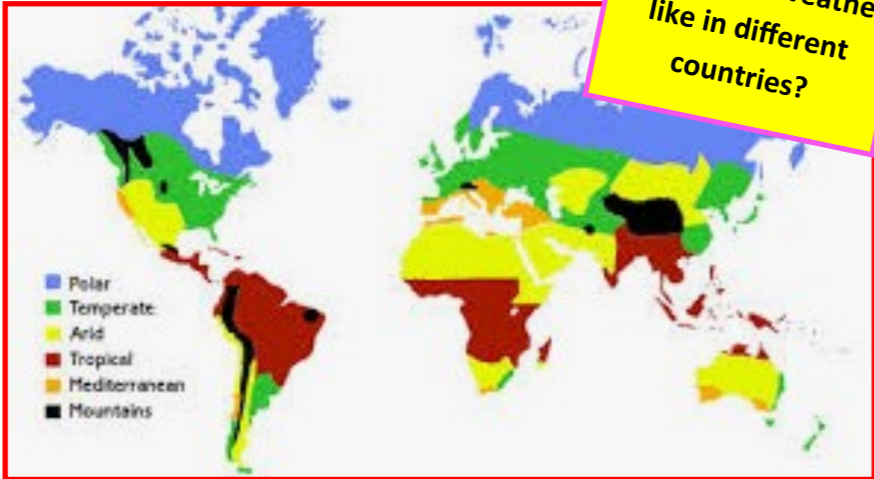 like in different
countries?
Polar
Temperate
Arid
Tropical
Mediterranean
Mountains